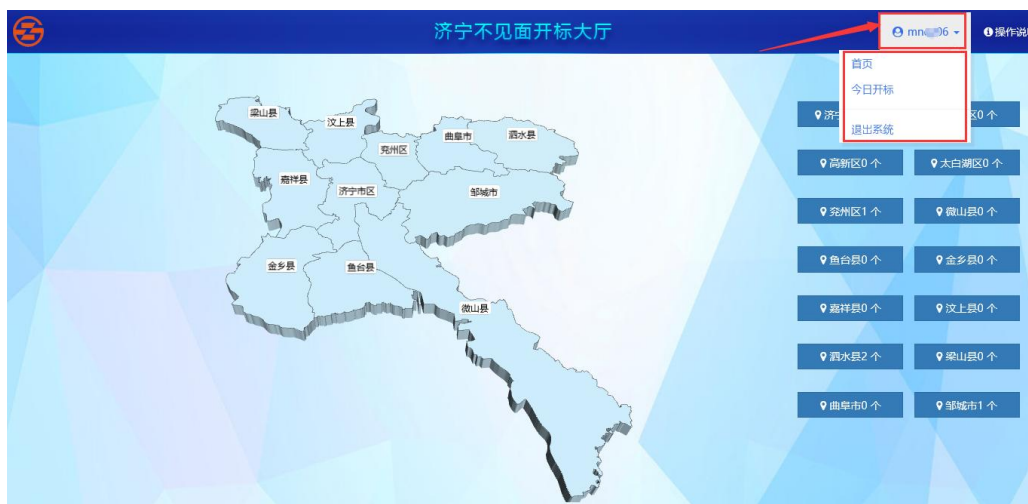 济宁不见面开标大厅
操作说
首页
今日开标
退出系统
梁山县
汶上县
兖州区
曲阜市
泗水县
嘉祥县
济宁市区
邹城市
金乡县
鱼台县
微山县
区0 个
高新区0 个
太白湖区0 个
兖州区1 个
微山县0 个
鱼台县0 个
金乡县0 个
嘉祥县0 个
汶上县0 个
泗水县2 个
梁山县0 个
曲阜市0 个
邹城市1 个